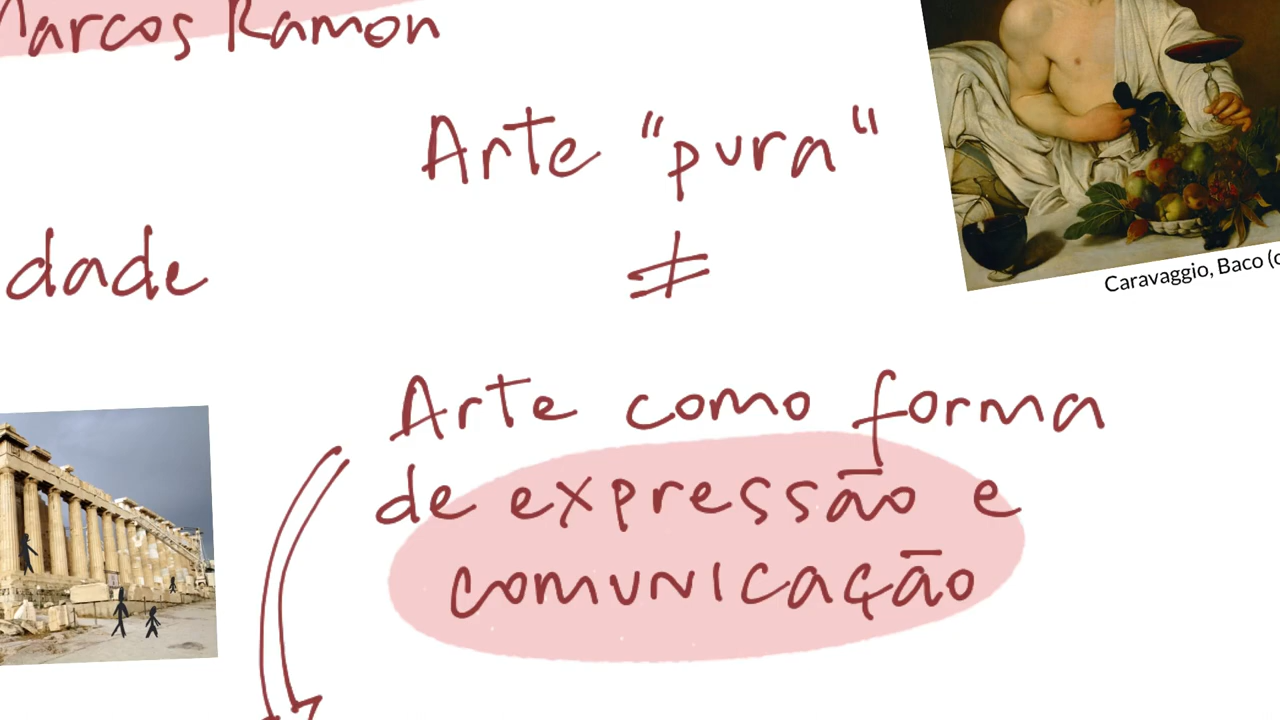 Marcos Ramon
Arte "pura"
dade
≠
Caravaggio, Baco (
Arte como forma
de expressão e
comunicação